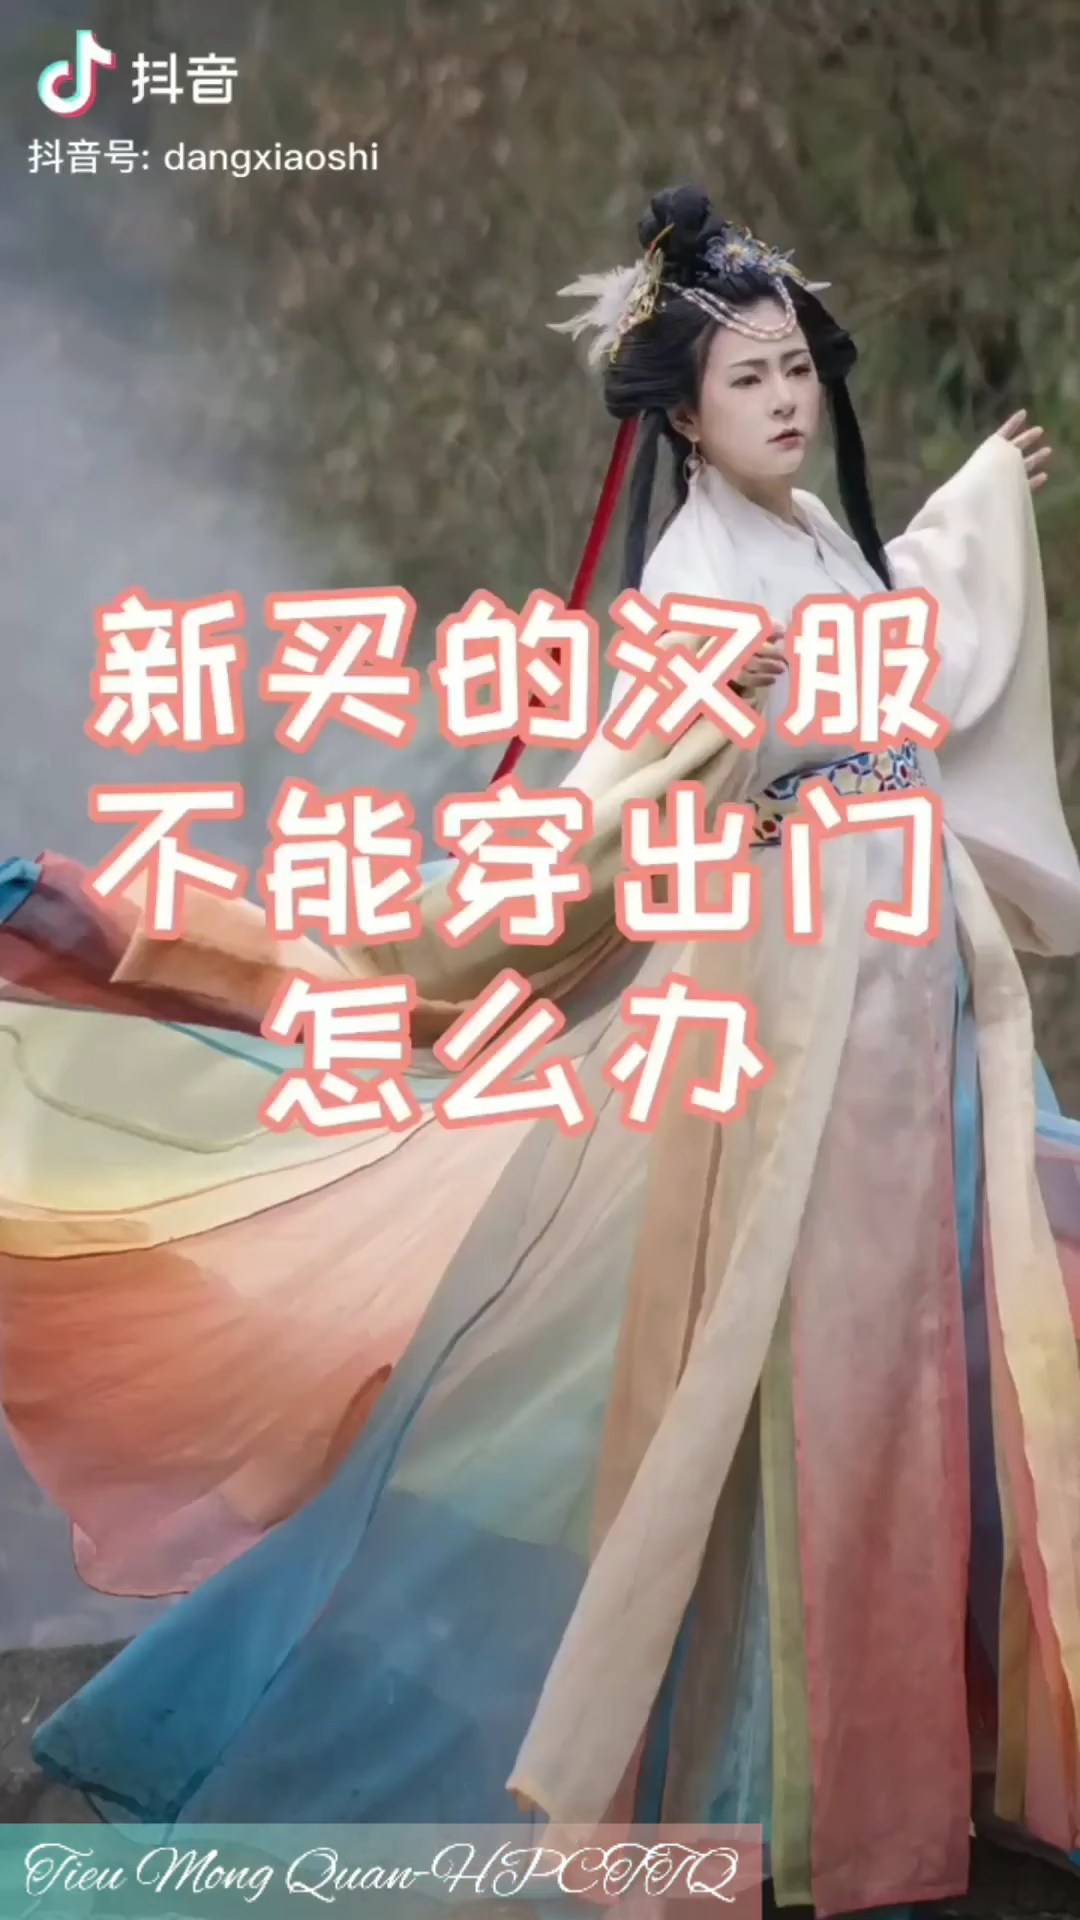 抖音
抖音号: dangxiaoshi
新买的汉服
不能穿出门
怎么办
Tieu Mong Quan-HPCTTQ